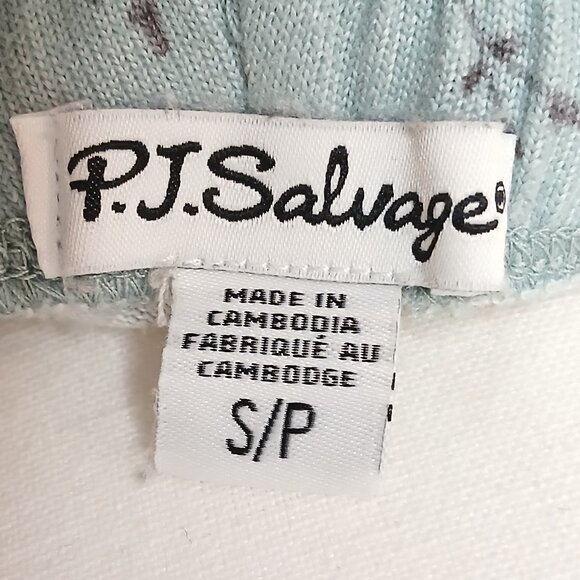 P.J.Salvage®
MADE IN
CAMBODIA
FABRIQUÉ AU
CAMBODGE
S/P